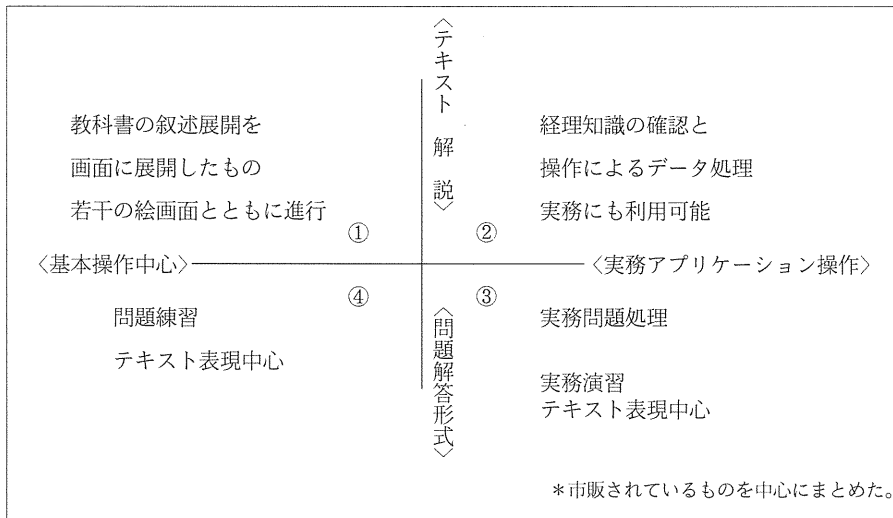 〈テキスト 解 説〉
教科書の叙述展開を
画面に展開したもの
若干の絵画面とともに進行
①
経理知識の確認と
操作によるデータ処理
実務にも利用可能
②
〈基本操作中心〉
〈実務アプリケーション操作〉
④
問題練習
テキスト表現中心
③
実務問題処理
実務演習
テキスト表現中心
〈問題解答形式〉
＊市販されているものを中心にまとめた。